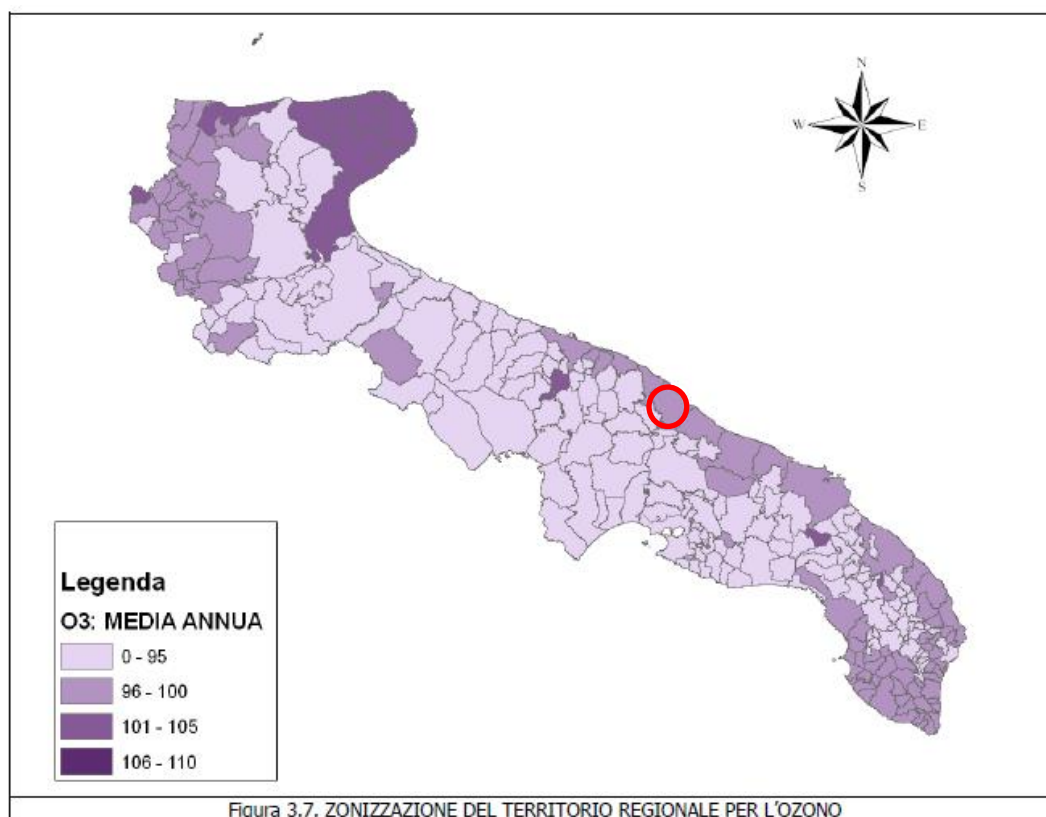 N
W E
S
Legenda
O3: MEDIA ANNUA
0 - 95
96 - 100
101 - 105
106 - 110
Figura 3.7. ZONIZZAZIONE DEL TERRITORIO REGIONALE PER L'OZONO